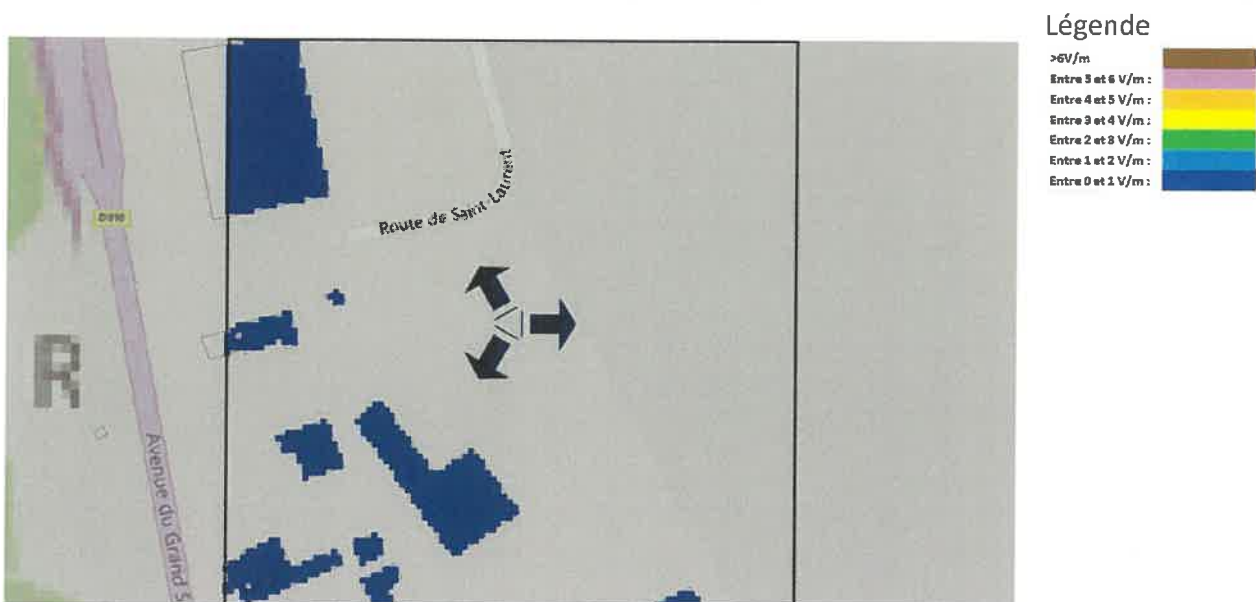 Légende
>6V/m
Entre 5 et 6 V/m :
Entre 4 et 5 V/m :
Entre 3 et 4 V/m :
Entre 2 et 3 V/m :
Entre 1 et 2 V/m :
Entre 0 et 1 V/m :
Route de Saint-Laurent
R
Avenue du Grand S